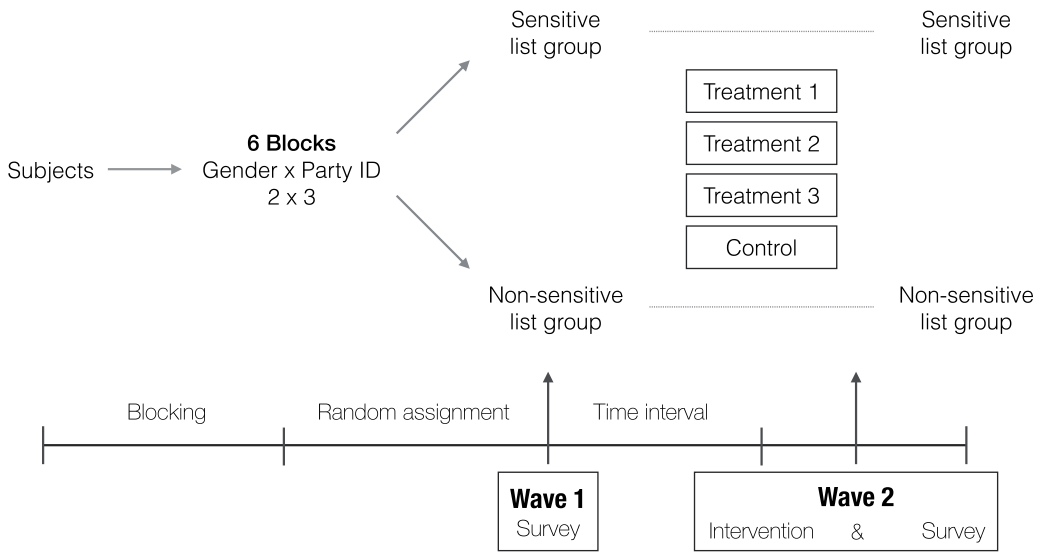 Sensitive
list group
Sensitive
list group
Treatment 1
6 Blocks
Treatment 2
Subjects
Gender x Party ID
2 x 3
Treatment 3
Control
Non-sensitive
list group
Non-sensitive
list group
Blocking
Random assignment
Time interval
Wave 1
Survey
Wave 2
Intervention & Survey